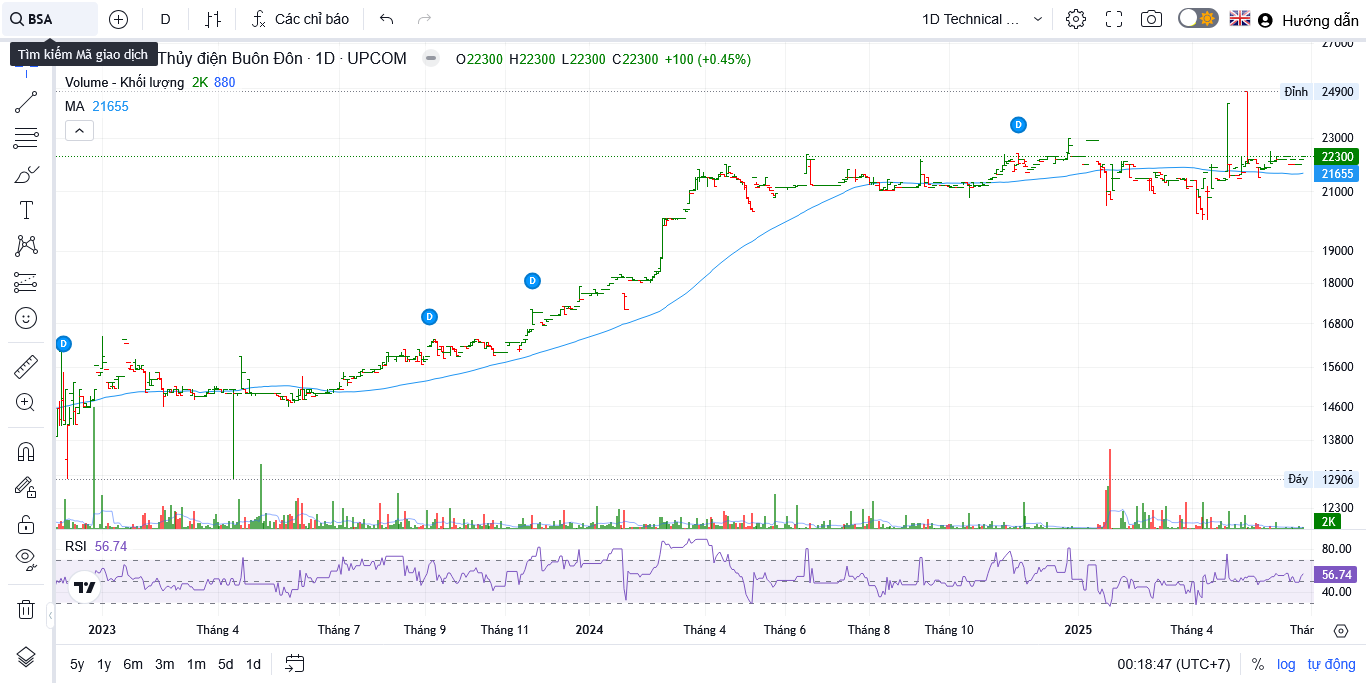 BSA D Các chỉ báo 1D Technical ... Hướng dẫn
Tìm kiếm Mã giao dịch Thủy điện Buôn Đôn · 1D · UPCOM O22300 H22300 L22300 C22300 +100 (+0.45%)
Volume - Khối lượng 2K 880
MA 21655
27000
Đỉnh 24900
23000
22300
21655
21000
19000
18000
16800
15600
14600
13800
Đáy 12906
12300
2K
D
D
D
D
RSI 56.74
80.00
56.74
40.00
2023 Tháng 4 Tháng 7 Tháng 9 Tháng 11 2024 Tháng 4 Tháng 6 Tháng 8 Tháng 10 2025 Tháng 4 Thár
5y 1y 6m 3m 1m 5d 1d 00:18:47 (UTC+7) % log tự động